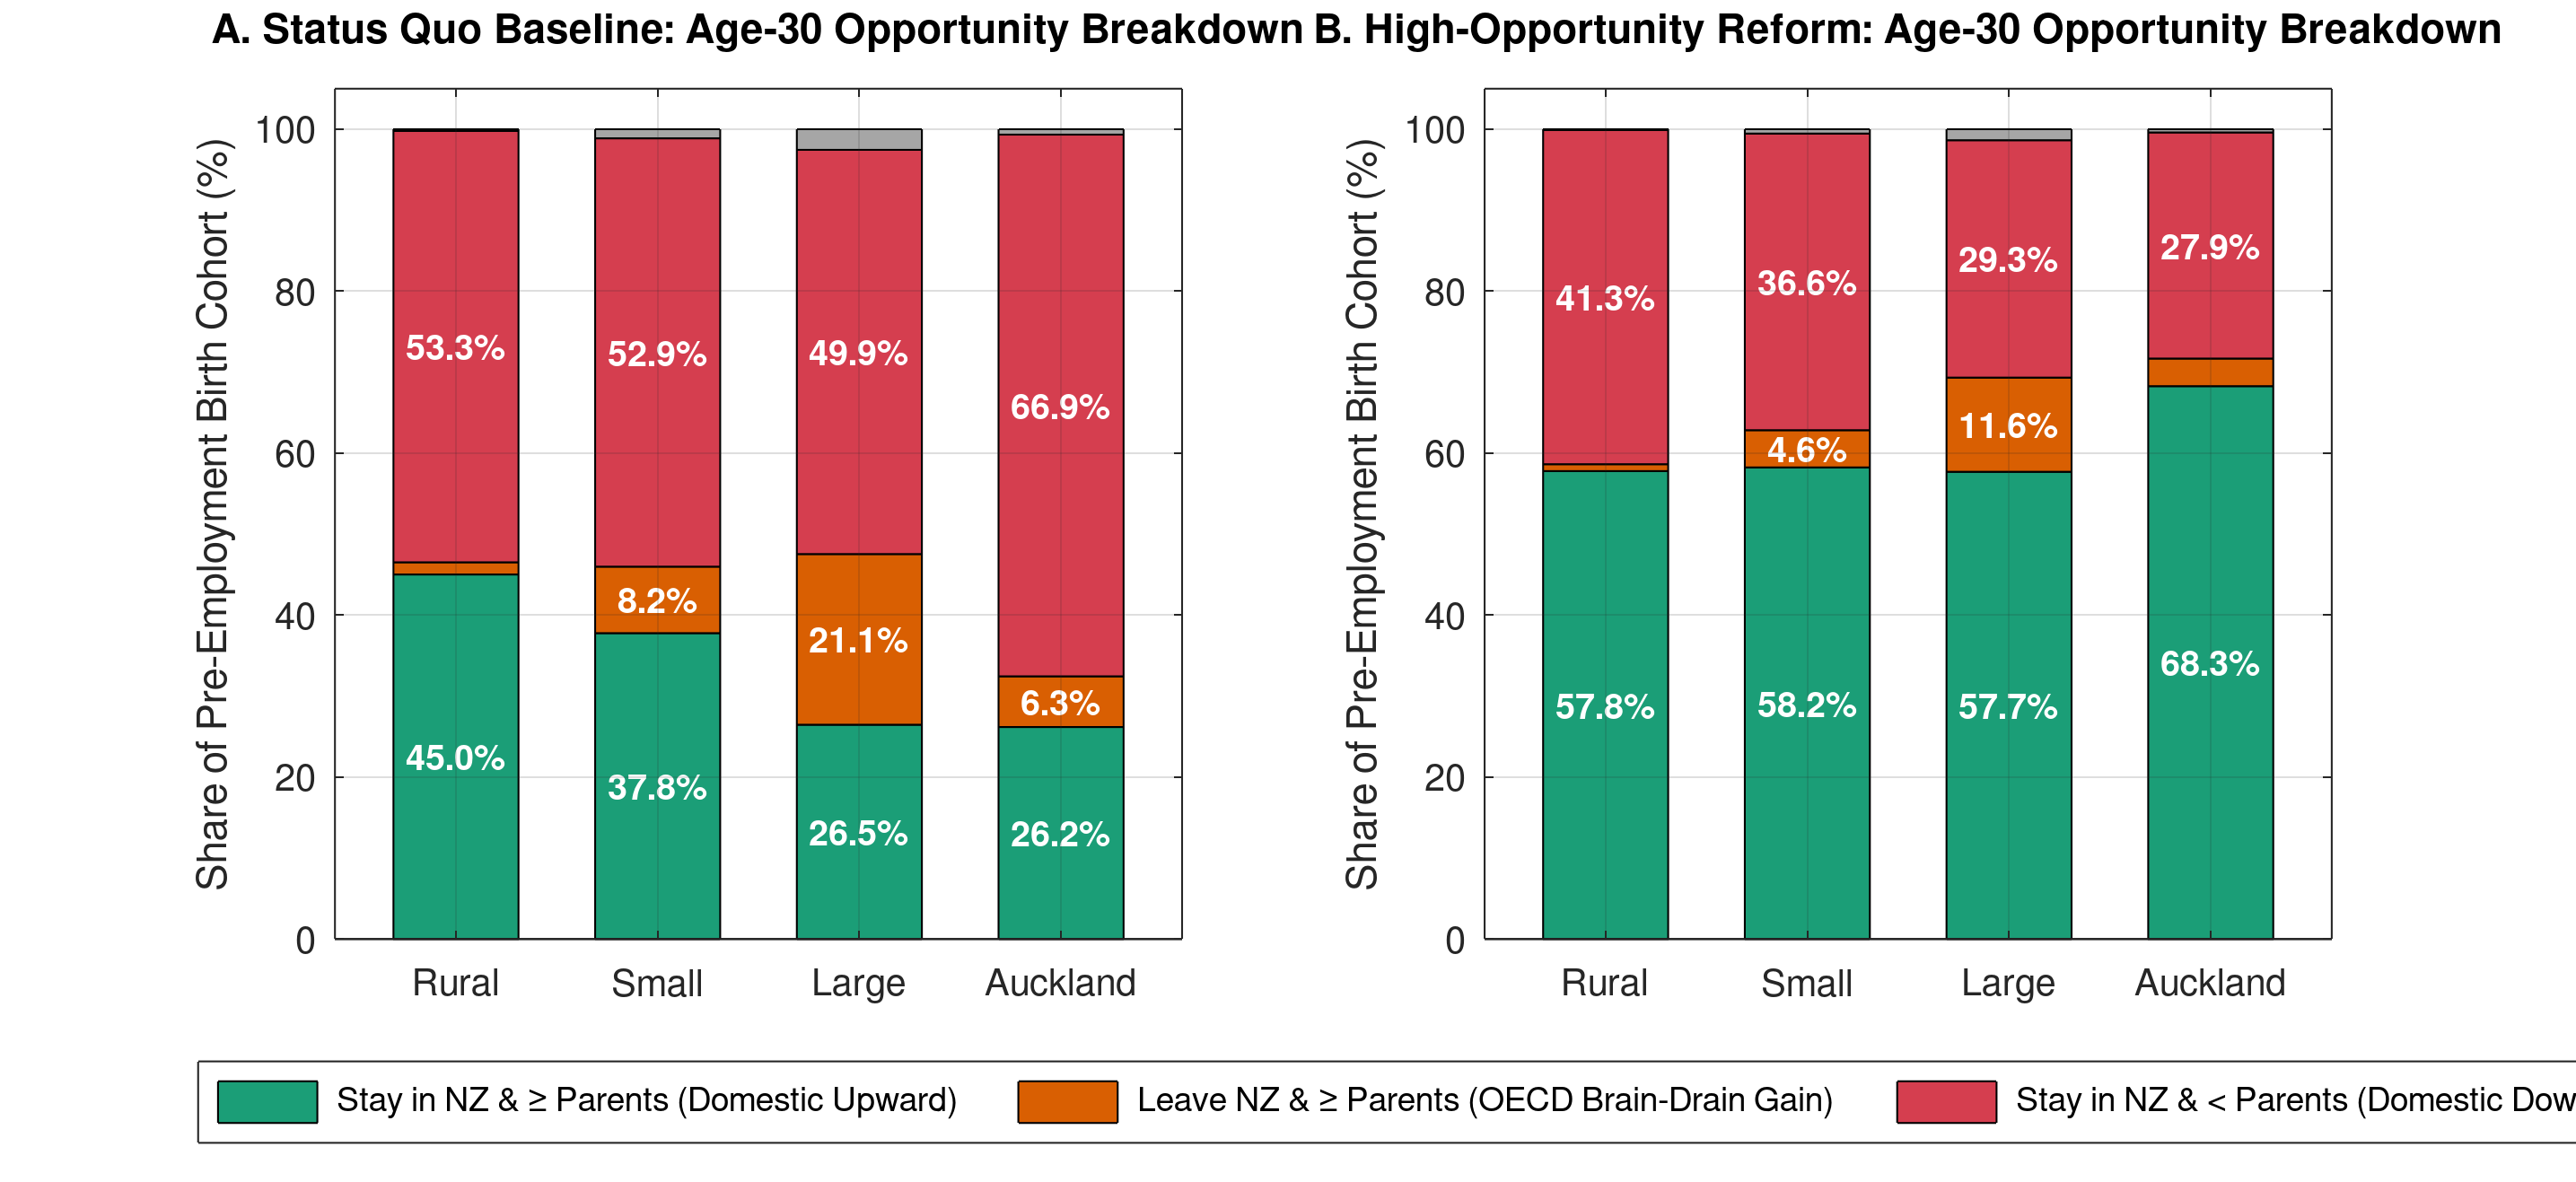 A. Status Quo Baseline: Age-30 Opportunity Breakdown
Share of Pre-Employment Birth Cohort (%)
100
80
60
40
20
0
53.3%
45.0%
52.9%
8.2%
37.8%
49.9%
21.1%
26.5%
66.9%
6.3%
26.2%
Rural
Small
Large
Auckland
B. High-Opportunity Reform: Age-30 Opportunity Breakdown
Share of Pre-Employment Birth Cohort (%)
100
80
60
40
20
0
41.3%
57.8%
36.6%
4.6%
58.2%
29.3%
11.6%
57.7%
27.9%
68.3%
Rural
Small
Large
Auckland
Stay in NZ & ≥ Parents (Domestic Upward)
Leave NZ & ≥ Parents (OECD Brain-Drain Gain)
Stay in NZ & < Parents (Domestic Dow